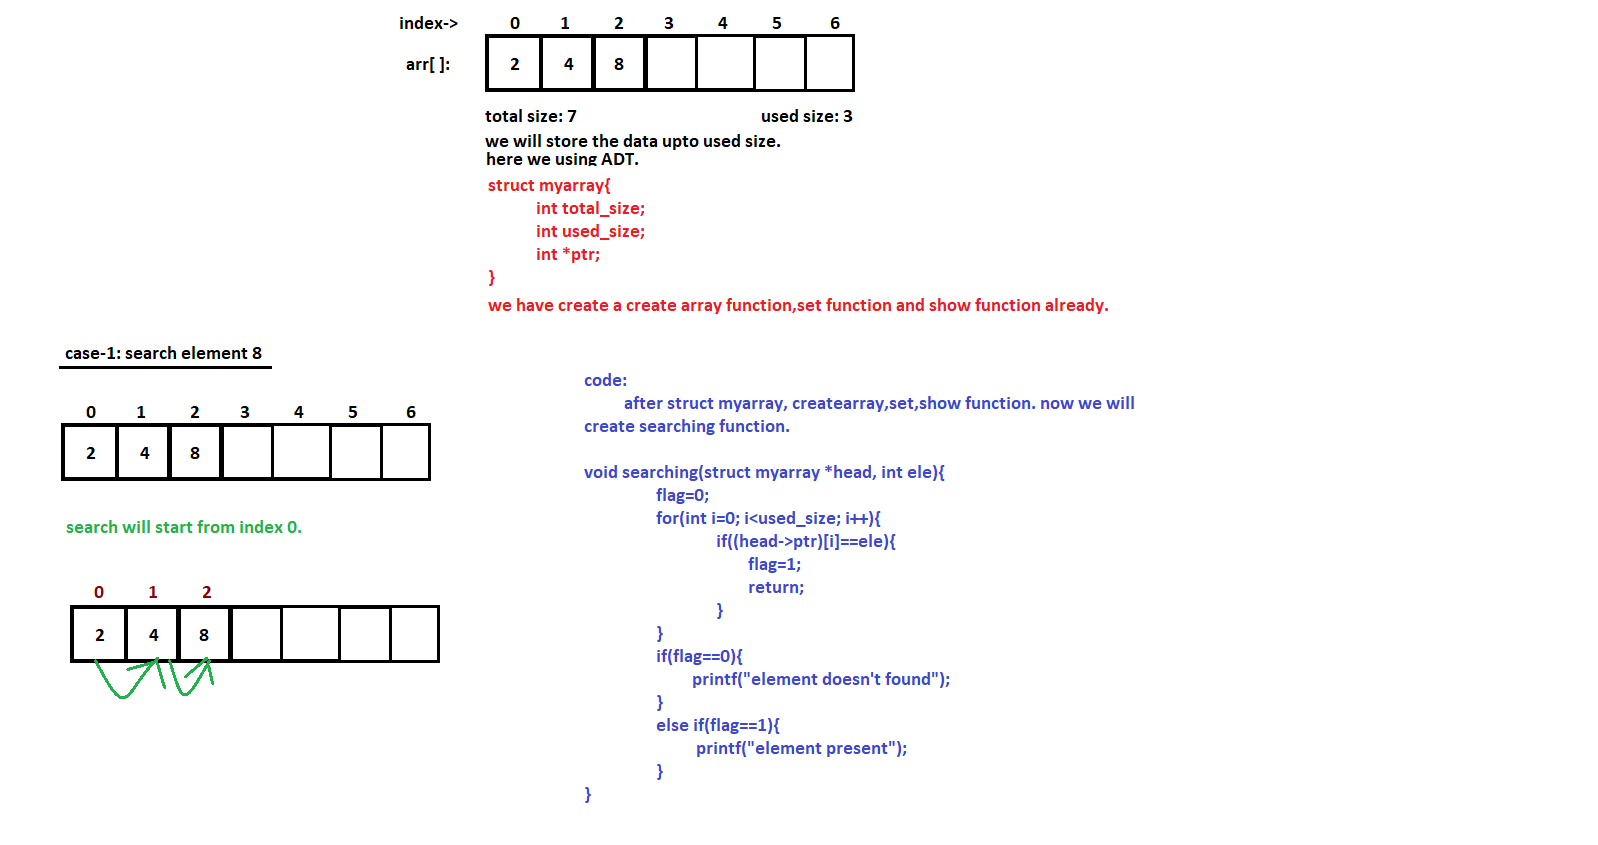 index-> 0 1 2 3 4 5 6
arr[ ]: 2 4 8
total size: 7 used size: 3
we will store the data upto used size.
here we using ADT.
struct myarray{
int total_size;
int used_size;
int *ptr;
}
we have create a create array function,set function and show function already.
case-1: search element 8
0 1 2 3 4 5 6
2 4 8
search will start from index 0.
0 1 2
2 4 8
code:
after struct myarray, createarray,set,show function. now we will
create searching function.
void searching(struct myarray *head, int ele){
flag=0;
for(int i=0; i<used_size; i++){
if((head->ptr)[i]==ele){
flag=1;
return;
}
}
if(flag==0){
printf("element doesn't found");
}
else if(flag==1){
printf("element present");
}
}